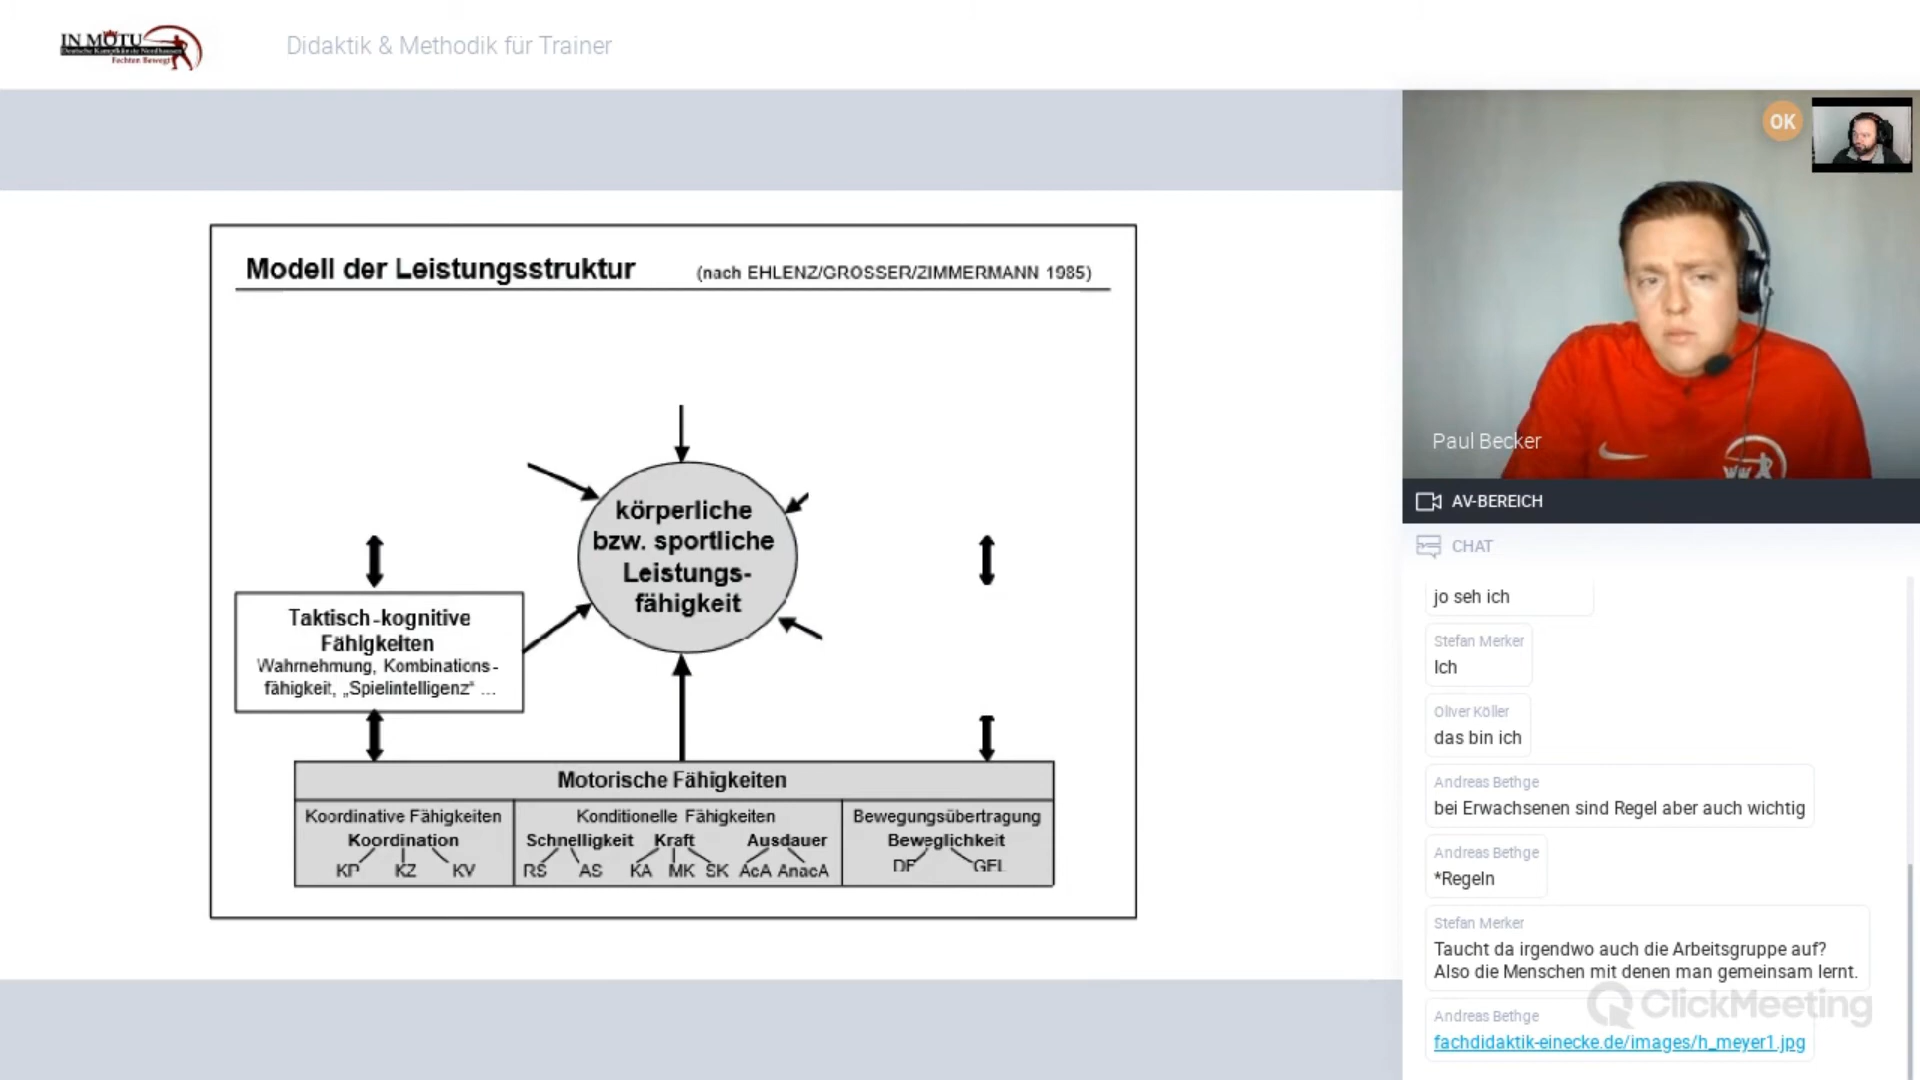 IN MOTU
Deutsche Kampfkünste Nordhausen
Fechten Bewegt
Didaktik & Methodik für Trainer
Modell der Leistungsstruktur
(nach EHLENZ/GROSSER/ZIMMERMANN 1985)
körperliche
bzw. sportliche
Leistungs-
fähigkeit
Taktisch-kognitive
Fähigkeiten
Wahrnehmung, Kombinations-
fähigkeit, „Spielintelligenz“ ...
Motorische Fähigkeiten
Koordinative Fähigkeiten
Koordination
KP KZ KV
Konditionelle Fähigkeiten
Schnelligkeit Kraft Ausdauer
RS AS KA MK SK AcA AnacA
Bewegungsübertragung
Beweglichkeit
DF GEL
OK
Paul Becker
AV-BEREICH
CHAT
jo seh ich
Stefan Merker
Ich
Oliver Köller
das bin ich
Andreas Bethge
bei Erwachsenen sind Regel aber auch wichtig
Andreas Bethge
*Regeln
Stefan Merker
Taucht da irgendwo auch die Arbeitsgruppe auf?
Also die Menschen mit denen man gemeinsam lernt.
Andreas Bethge
fachdidaktik-einecke.de/images/h_meyer1.jpg
ClickMeeting